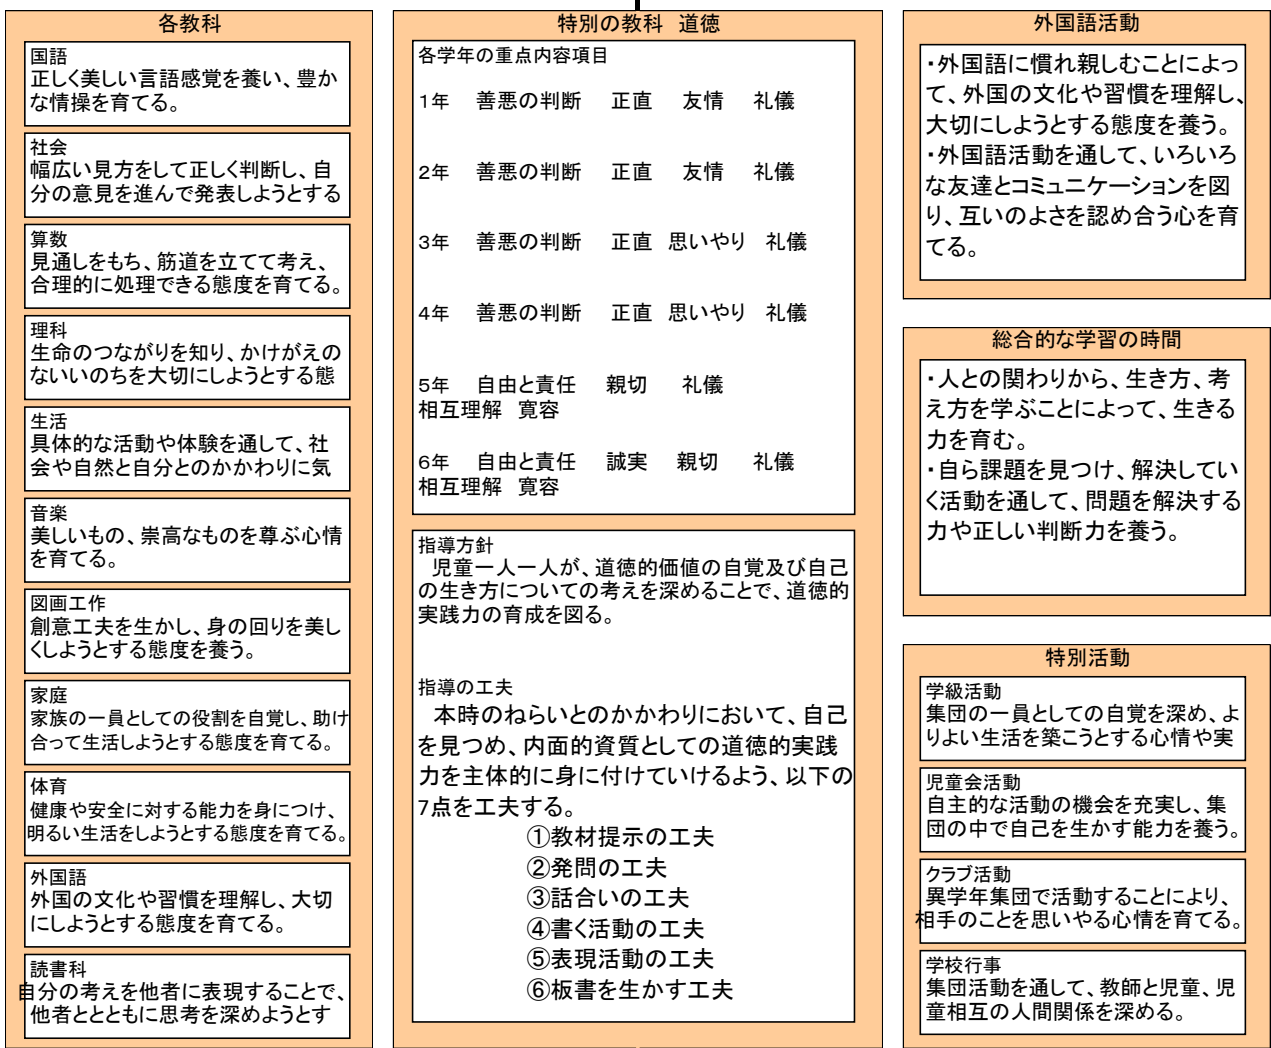 各教科
国語
正しく美しい言語感覚を養い、豊か
な情操を育てる。
社会
幅広い見方をして正しく判断し、自
分の意見を進んで発表しようとする
算数
見通しをもち、筋道を立てて考え、
合理的に処理できる態度を育てる。
理科
生命のつながりを知り、かけがえの
ないいのちを大切にしようとする態
生活
具体的な活動や体験を通して、社
会や自然と自分とのかかわりに気
音楽
美しいもの、崇高なものを尊ぶ心情
を育てる。
図画工作
創意工夫を生かし、身の回りを美し
くしようとする態度を養う。
家庭
家族の一員としての役割を自覚し、助け
合って生活しようとする態度を育てる。
体育
健康や安全に対する能力を身につけ、
明るい生活をしようとする態度を育てる。
外国語
外国の文化や習慣を理解し、大切
にしようとする態度を育てる。
読書科
自分の考えを他者に表現することで、
他者ととともに思考を深めようとす
特別の教科 道徳
各学年の重点内容項目
1年 善悪の判断 正直 友情 礼儀
2年 善悪の判断 正直 友情 礼儀
3年 善悪の判断 正直 思いやり 礼儀
4年 善悪の判断 正直 思いやり 礼儀
5年 自由と責任 親切 礼儀
相互理解 寛容
6年 自由と責任 誠実 親切 礼儀
相互理解 寛容
指導方針
児童一人一人が、道徳的価値の自覚及び自己
の生き方についての考えを深めることで、道徳的
実践力の育成を図る。
指導の工夫
本時のねらいとのかかわりにおいて、自己
を見つめ、内面的資質としての道徳的実践
力を主体的に身に付けていけるよう、以下の
7点を工夫する。
①教材提示の工夫
②発問の工夫
③話合いの工夫
④書く活動の工夫
⑤表現活動の工夫
⑥板書を生かす工夫
外国語活動
・外国語に慣れ親しむことによっ
て、外国の文化や習慣を理解し、
大切にしようとする態度を養う。
・外国語活動を通して、いろいろ
な友達とコミュニケーションを図
り、互いのよさを認め合う心を育
てる。
総合的な学習の時間
・人との関わりから、生き方、考
え方を学ぶことによって、生きる
力を育む。
・自ら課題を見つけ、解決してい
く活動を通して、問題を解決する
力や正しい判断力を養う。
特別活動
学級活動
集団の一員としての自覚を深め、よ
りよい生活を築こうとする心情や実
児童会活動
自主的な活動の機会を充実し、集
団の中で自己を生かす能力を養う。
クラブ活動
異学年集団で活動することにより、
相手のことを思いやる心情を育てる。
学校行事
集団活動を通して、教師と児童、児
童相互の人間関係を深める。